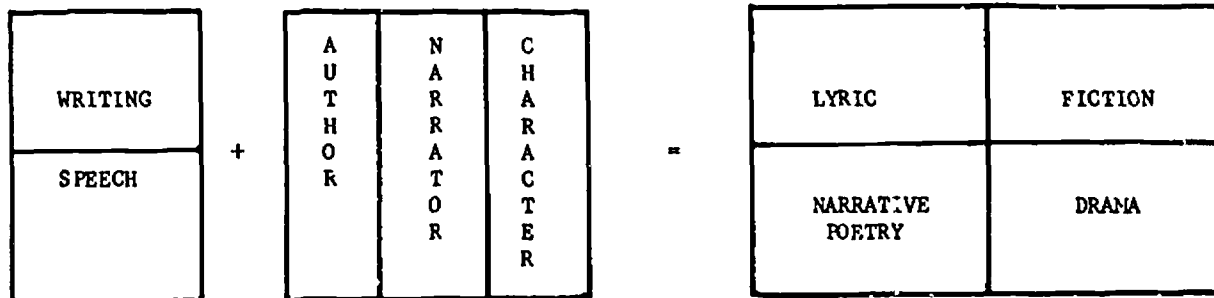 WRITING
SPEECH
+
AUTHOR
NARRATOR
CHARACTER
=
LYRIC
FICTION
NARRATIVE
POETRY
DRAMA